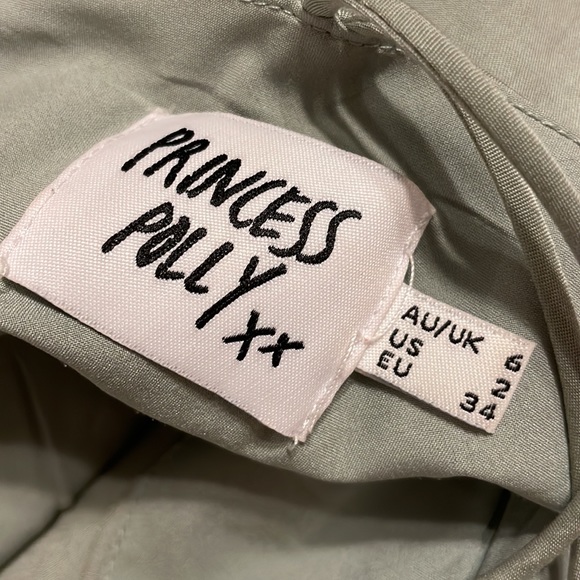 PRINCESS
POLLY
xx
AU/UK 6
US 2
EU 34